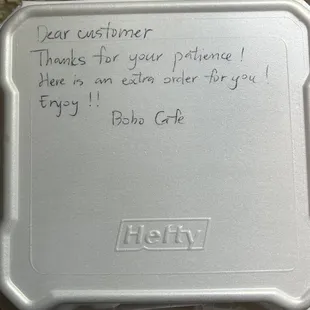 Dear customer
Thanks for your patience!
Here is an extra order for you!
Enjoy!!
Boho Cafe
Hefty